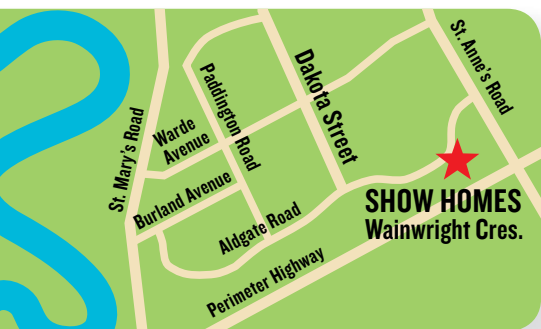 St. Mary's Road
Warde
Avenue
Paddington Road
Dakota Street
St. Anne's Road
Burland Avenue
Aldgate Road
SHOW HOMES
Wainwright Cres.
Perimeter Highway